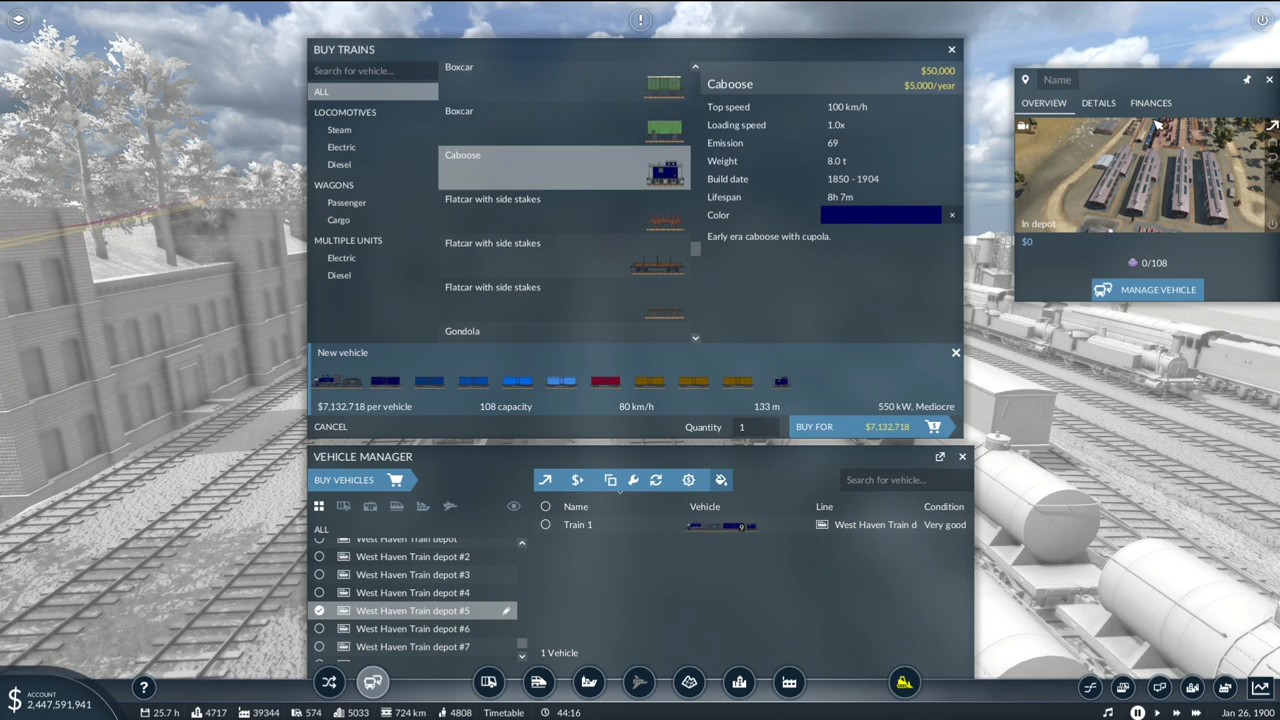 BUY TRAINS
Search for vehicle...
ALL
LOCOMOTIVES
Steam
Electric
Diesel
WAGONS
Passenger
Cargo
MULTIPLE UNITS
Electric
Diesel
Boxcar
Boxcar
Caboose
Flatcar with side stakes
Flatcar with side stakes
Flatcar with side stakes
Gondola
$50,000
Caboose $5,000/year
Top speed 100 km/h
Loading speed 1.0x
Emission 69
Weight 8.0 t
Build date 1850 - 1904
Lifespan 8h 7m
Color
Early era caboose with cupola.
New vehicle
$7,132,718 per vehicle 108 capacity 80 km/h 133 m 550 kW, Mediocre
CANCEL Quantity 1 BUY FOR $7,132,718
Name
OVERVIEW DETAILS FINANCES
In depot
$0
0/108
MANAGE VEHICLE
VEHICLE MANAGER
BUY VEHICLES
Search for vehicle...
ALL
West Haven Train depot
West Haven Train depot #2
West Haven Train depot #3
West Haven Train depot #4
West Haven Train depot #5
West Haven Train depot #6
West Haven Train depot #7
Name Vehicle Line Condition
Train 1 9 West Haven Train d Very good
1 Vehicle
$ ACCOUNT
2,447,591,941
?
25.7 h 4717 39344 574 5033 724 km 4808 Timetable 44:16
Jan 26, 1900